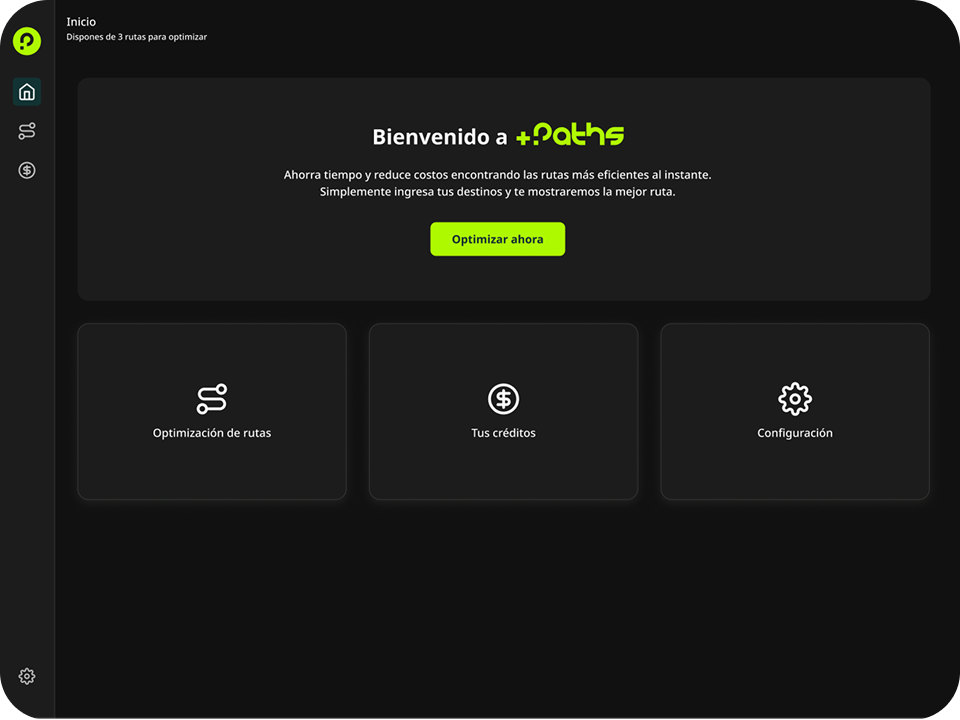 Inicio
Dispones de 3 rutas para optimizar
Bienvenido a +Paths
Ahorra tiempo y reduce costos encontrando las rutas más eficientes al instante.
Simplemente ingresa tus destinos y te mostraremos la mejor ruta.
Optimizar ahora
Optimización de rutas
Tus créditos
Configuración